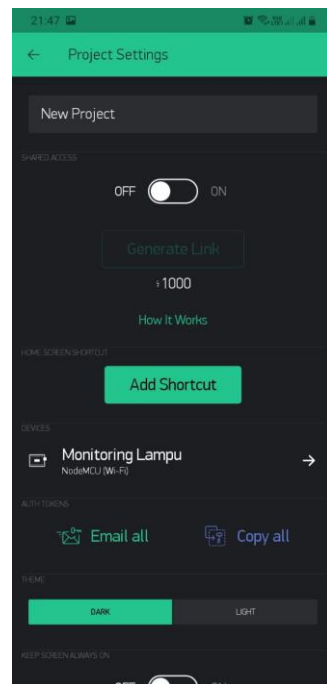 21:47
Project Settings
New Project
SHARED ACCESS
OFF ON
Generate Link
1000
How It Works
HOME SCREEN SHORTCUT
Add Shortcut
DEVICES
Monitoring Lampu
NodeMCU (Wi-Fi)
AUTH TOKENS
Email all Copy all
THEME
DARK LIGHT
KEEP SCREEN ALWAYS ON
OFF ON